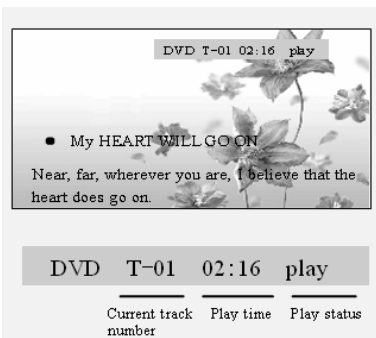 DVD T-01 02:16 play
● My HEART WILL GO ON
Near, far, wherever you are, I believe that the
heart does go on.
DVD T-01 02:16 play
Current track number Play time Play status